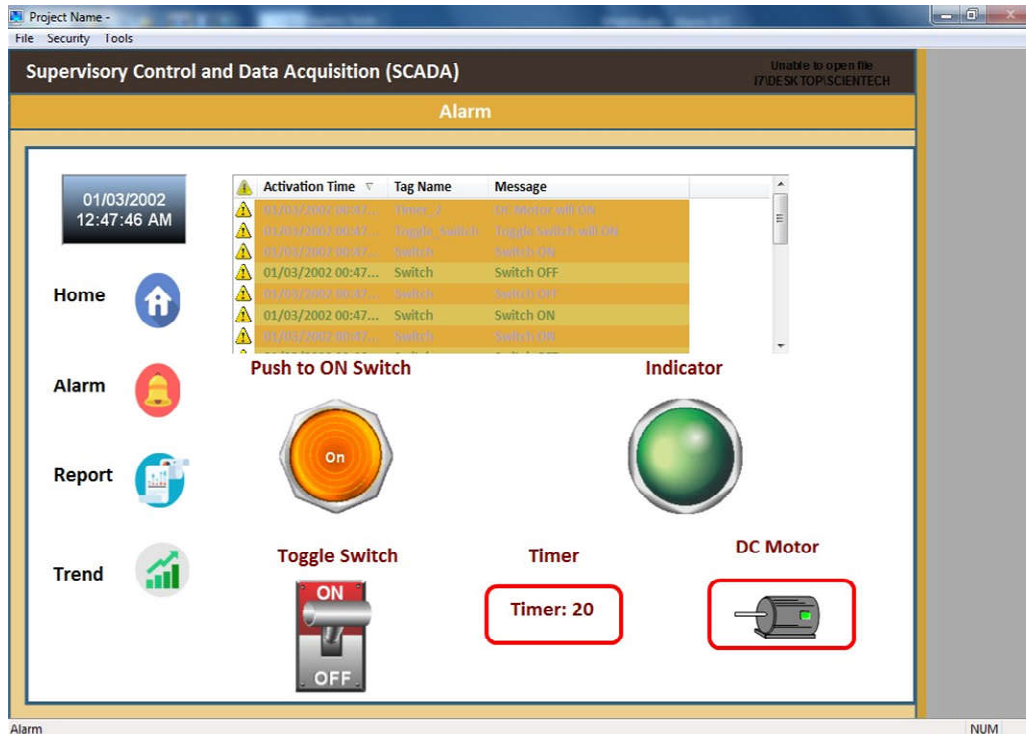 Project Name -
File Security Tools
Supervisory Control and Data Acquisition (SCADA)
Unable to open file
I7\DESKTOP\SCIENTECH
Alarm
01/03/2002
12:47:46 AM
Activation Time Tag Name Message
01/03/2002 00:47... Timer_2 DC Motor will ON
01/03/2002 00:47... Toggle_Switch Toggle Switch will ON
01/03/2002 00:47... Switch Switch ON
01/03/2002 00:47... Switch Switch OFF
01/03/2002 00:47... Switch Switch OFF
01/03/2002 00:47... Switch Switch ON
01/03/2002 00:47... Switch Switch ON
Home
Alarm
Report
Trend
Push to ON Switch
Indicator
On
Toggle Switch
Timer
DC Motor
ON
OFF
Timer: 20
Alarm
NUM